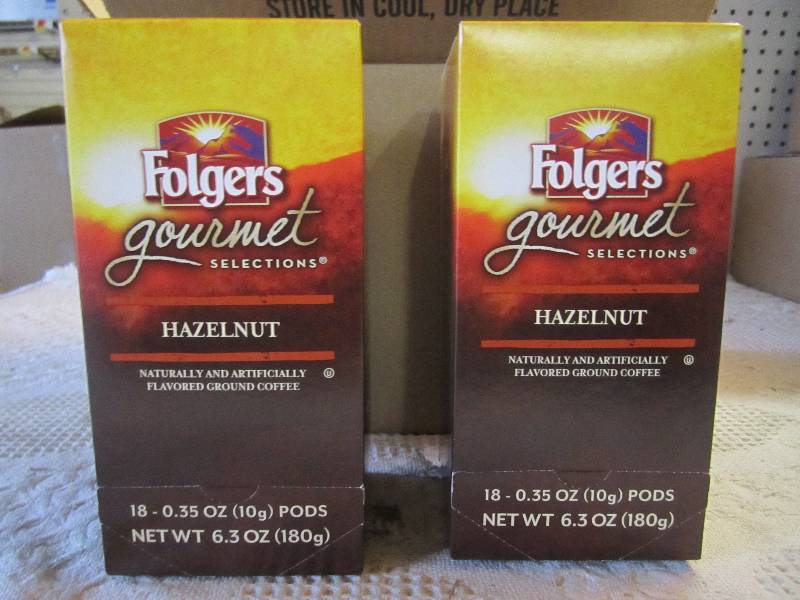 STORE IN COOL, DRY PLACE
Folgers
gourmet
SELECTIONS®
HAZELNUT
NATURALLY AND ARTIFICIALLY
FLAVORED GROUND COFFEE
U
18 - 0.35 OZ (10g) PODS
NET WT 6.3 OZ (180g)
Folgers
gourmet
SELECTIONS®
HAZELNUT
NATURALLY AND ARTIFICIALLY
FLAVORED GROUND COFFEE
U
18 - 0.35 OZ (10g) PODS
NET WT 6.3 OZ (180g)